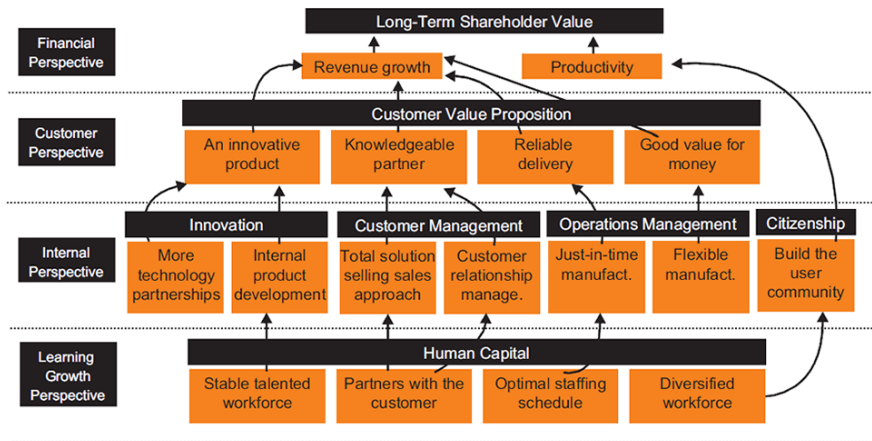 Long-Term Shareholder Value
Financial
Perspective
Revenue growth
Productivity
Customer Value Proposition
Customer
Perspective
An innovative
product
Knowledgeable
partner
Reliable
delivery
Good value for
money
Innovation
Customer Management
Operations Management
Citizenship
Internal
Perspective
More
technology
partnerships
Internal
product
development
Total solution
selling sales
approach
Customer
relationship
manage.
Just-in-time
manufact.
Flexible
manufact.
Build the
user
community
Learning
Growth
Perspective
Human Capital
Stable talented
workforce
Partners with the
customer
Optimal staffing
schedule
Diversified
workforce